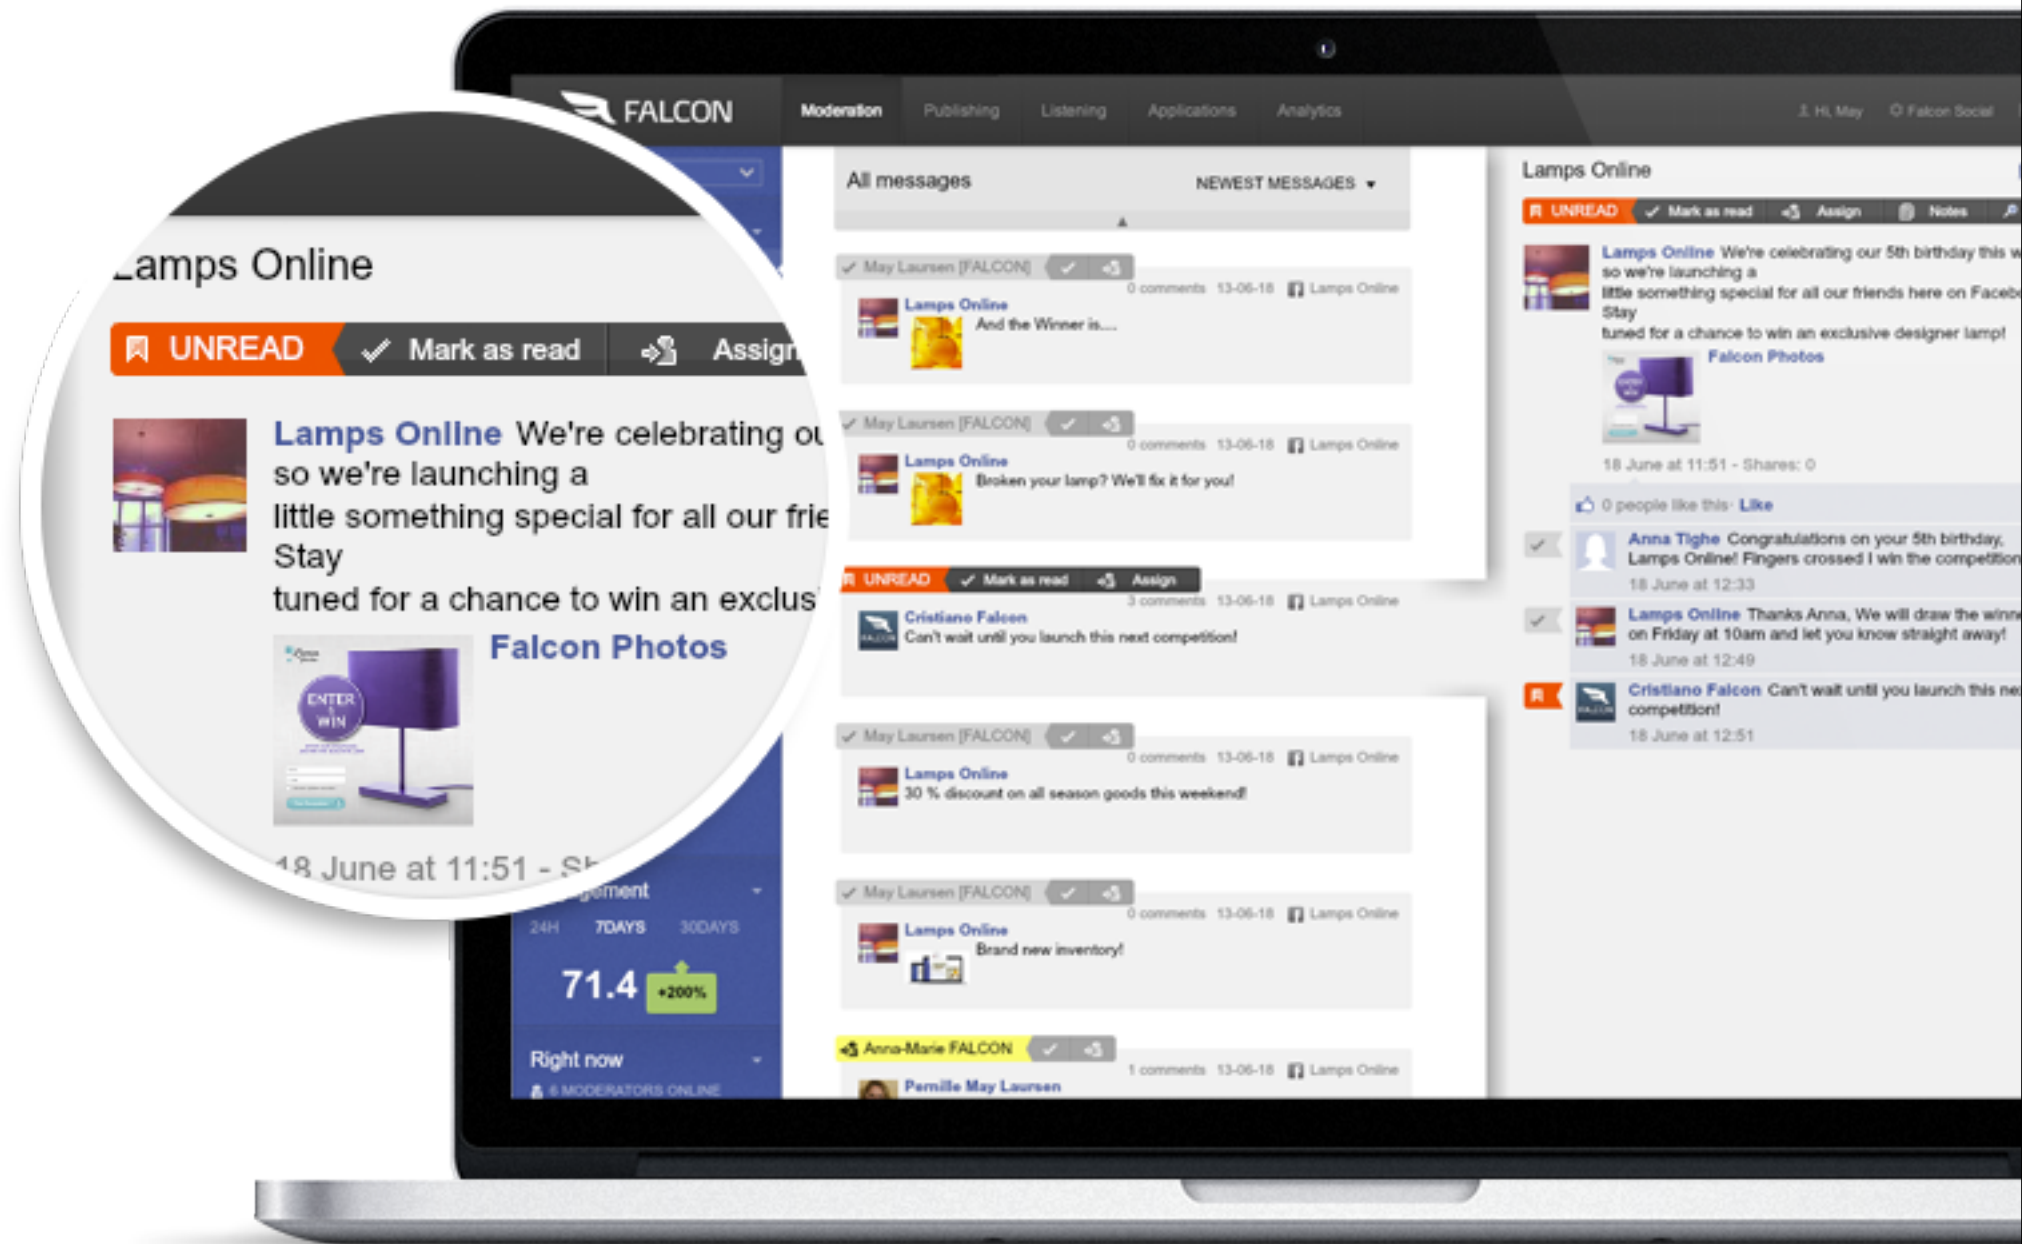 FALCON
Moderation
Publishing
Listening
Applications
Analytics
Hi, May
Falcon Social
Lamps Online
UNREAD
Mark as read
Assign
Lamps Online We're celebrating
so we're launching a
little something special for all our
Stay
tuned for a chance to win an
ENTER
&
WIN
Falcon Photos
18 June at 11:51 -
24H
7DAYS
30DAYS
71.4
+200%
Right now
6 MODERATORS ONLINE
All messages
NEWEST MESSAGES
May Laursen [FALCON]
0 comments 13-06-18 Lamps Online
Lamps Online
And the Winner is....
May Laursen [FALCON]
0 comments 13-06-18 Lamps Online
Lamps Online
Broken your lamp? We'll fix it for you!
UNREAD
Mark as read
Assign
3 comments 13-06-18 Lamps Online
Cristiano Falcon
FALCON
Can't wait until you launch this next competition!
May Laursen [FALCON]
0 comments 13-06-18 Lamps Online
Lamps Online
30 % discount on all season goods this weekend!
May Laursen [FALCON]
0 comments 13-06-18 Lamps Online
Lamps Online
Brand new inventory!
Anna-Marie FALCON
1 comments 13-06-18 Lamps Online
Pernille May Laursen
Lamps Online
UNREAD
Mark as read
Assign
Notes
Lamps Online We're celebrating our 5th birthday this
so we're launching a
little something special for all our friends here on
Stay
tuned for a chance to win an exclusive designer lamp!
ENTER
WIN
Falcon Photos
18 June at 11:51 - Shares: 0
0 people like this · Like
Anna Tighe Congratulations on your 5th birthday,
Lamps Online! Fingers crossed I win the competition
18 June at 12:33
Lamps Online Thanks Anna, We will draw the
on Friday at 10am and let you know straight away!
18 June at 12:49
Cristiano Falcon Can't wait until you launch this
FALCON
competition!
18 June at 12:51